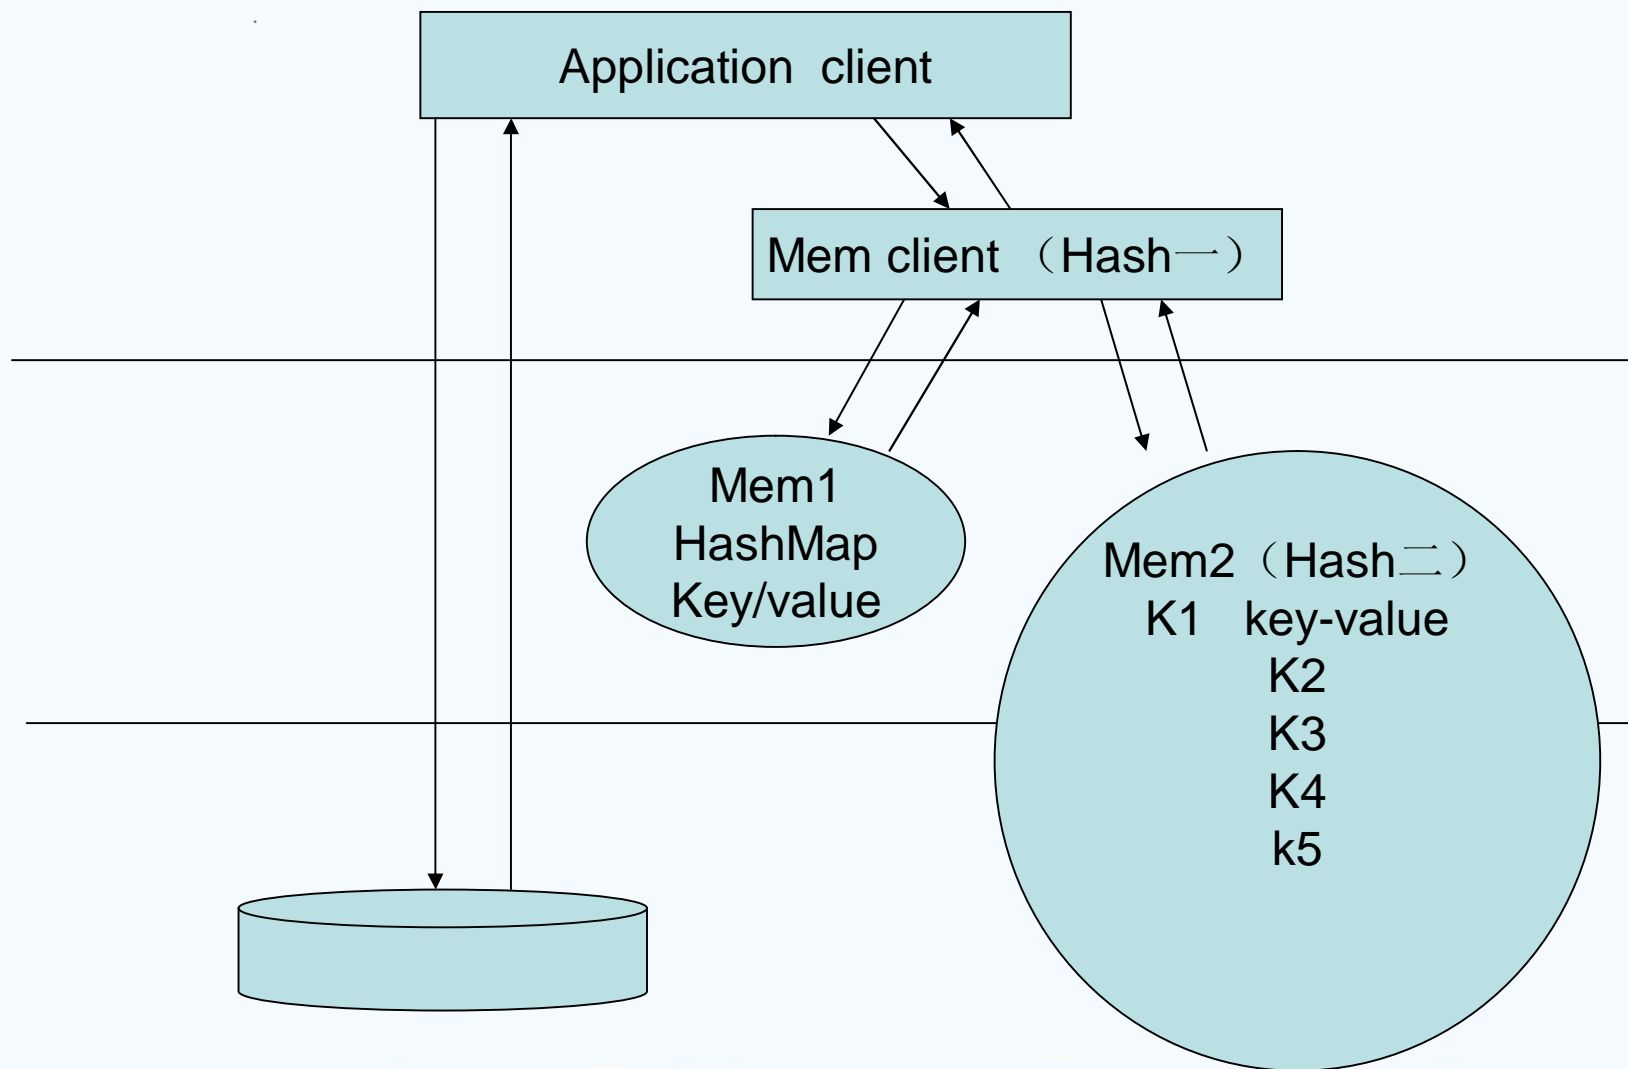 Application client
Mem client （Hash一）
Mem1
HashMap
Key/value
Mem2（Hash二）
K1 key-value
K2
K3
K4
k5